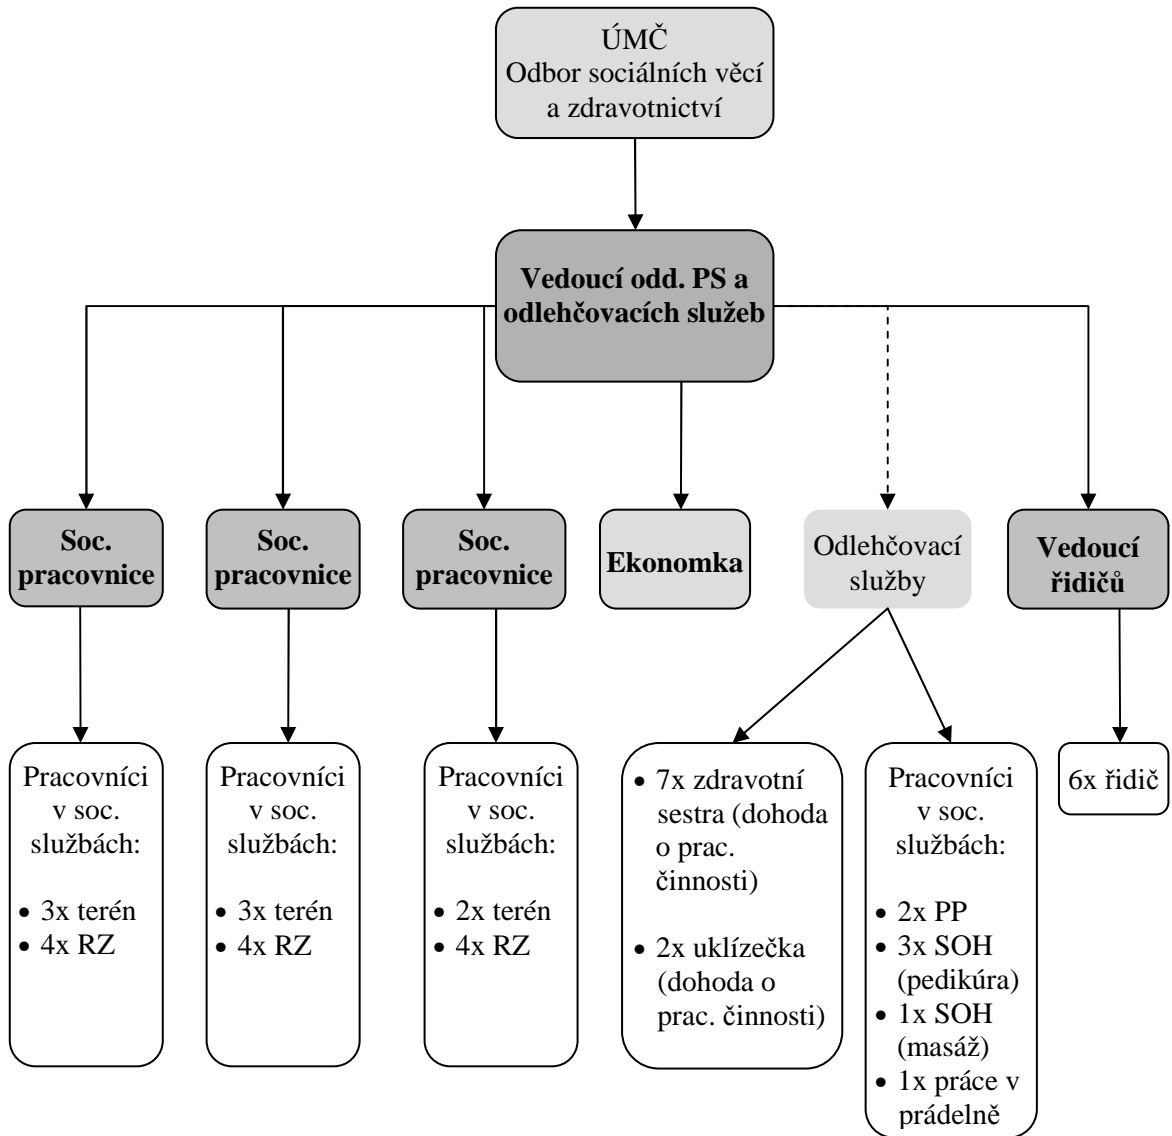 ÚMČ
Odbor sociálních věcí
a zdravotnictví
Vedoucí odd. PS a
odlehčovacích služeb
Soc.
pracovnice
Soc.
pracovnice
Soc.
pracovnice
Ekonomka
Odlehčovací
služby
Vedoucí
řidičů
Pracovníci
v soc.
službách:
• 3x terén
• 4x RZ
Pracovníci
v soc.
službách:
• 3x terén
• 4x RZ
Pracovníci
v soc.
službách:
• 2x terén
• 4x RZ
• 7x zdravotní
sestra (dohoda
o prac.
činnosti)
• 2x uklízečka
(dohoda o
prac. činnosti)
Pracovníci
v soc.
službách:
• 2x PP
• 3x SOH
(pedikúra)
• 1x SOH
(masáž)
• 1x práce v
prádelně
6x řidič